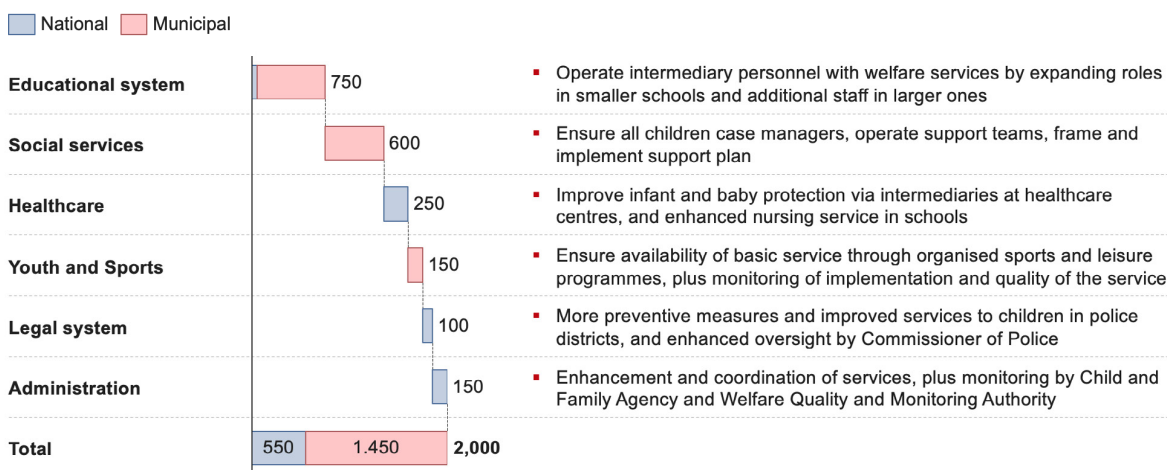 National Municipal
Educational system
750
▪ Operate intermediary personnel with welfare services by expanding roles
in smaller schools and additional staff in larger ones
Social services
600
▪ Ensure all children case managers, operate support teams, frame and
implement support plan
Healthcare
250
▪ Improve infant and baby protection via intermediaries at healthcare
centres, and enhanced nursing service in schools
Youth and Sports
150
▪ Ensure availability of basic service through organised sports and leisure
programmes, plus monitoring of implementation and quality of the service
Legal system
100
▪ More preventive measures and improved services to children in police
districts, and enhanced oversight by Commissioner of Police
Administration
150
▪ Enhancement and coordination of services, plus monitoring by Child and
Family Agency and Welfare Quality and Monitoring Authority
Total
550 1.450 2,000